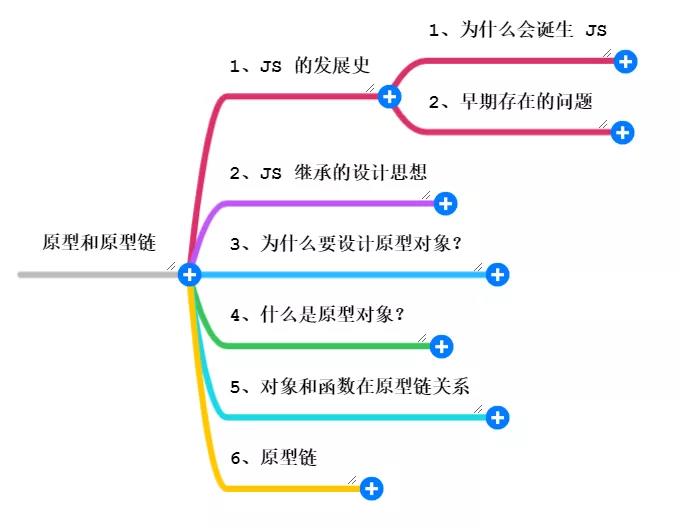 原型和原型链
1、JS 的发展史
1、为什么会诞生 JS
2、早期存在的问题
2、JS 继承的设计思想
3、为什么要设计原型对象？
4、什么是原型对象？
5、对象和函数在原型链关系
6、原型链